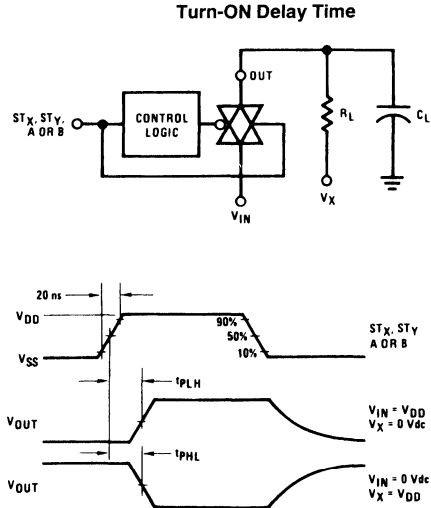 Turn-ON Delay Time
OUT
STX, STY,
A OR B
CONTROL
LOGIC
RL
CL
VX
VIN
20 ns
VDD
90%
50%
10%
STX, STY
A OR B
VSS
tPLH
VOUT
VIN = VDD
VX = 0 Vdc
tPHL
VOUT
VIN = 0 Vdc
VX = VDD